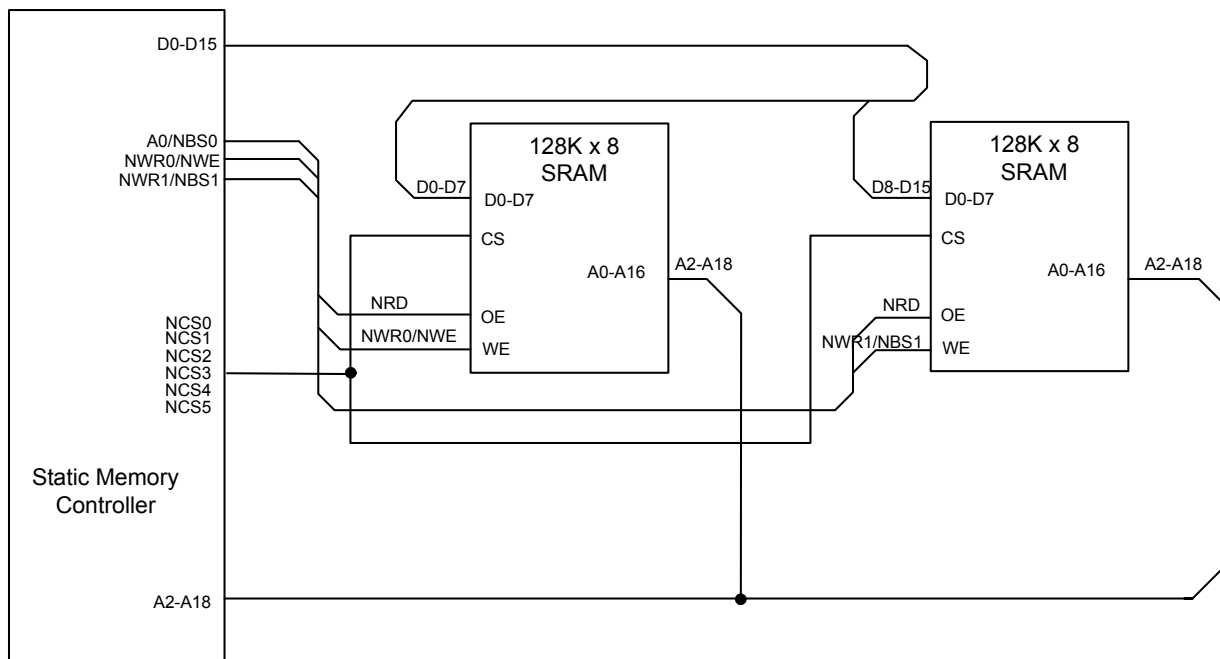 D0-D15
A0/NBS0
NWR0/NWE
NWR1/NBS1
NCS0
NCS1
NCS2
NCS3
NCS4
NCS5
Static Memory
Controller
A2-A18
128K x 8
SRAM
D0-D7
D0-D7
CS
A0-A16
A2-A18
NRD
OE
NWR0/NWE
WE
128K x 8
SRAM
D8-D15
D0-D7
CS
A0-A16
A2-A18
NRD
OE
NWR1/NBS1
WE